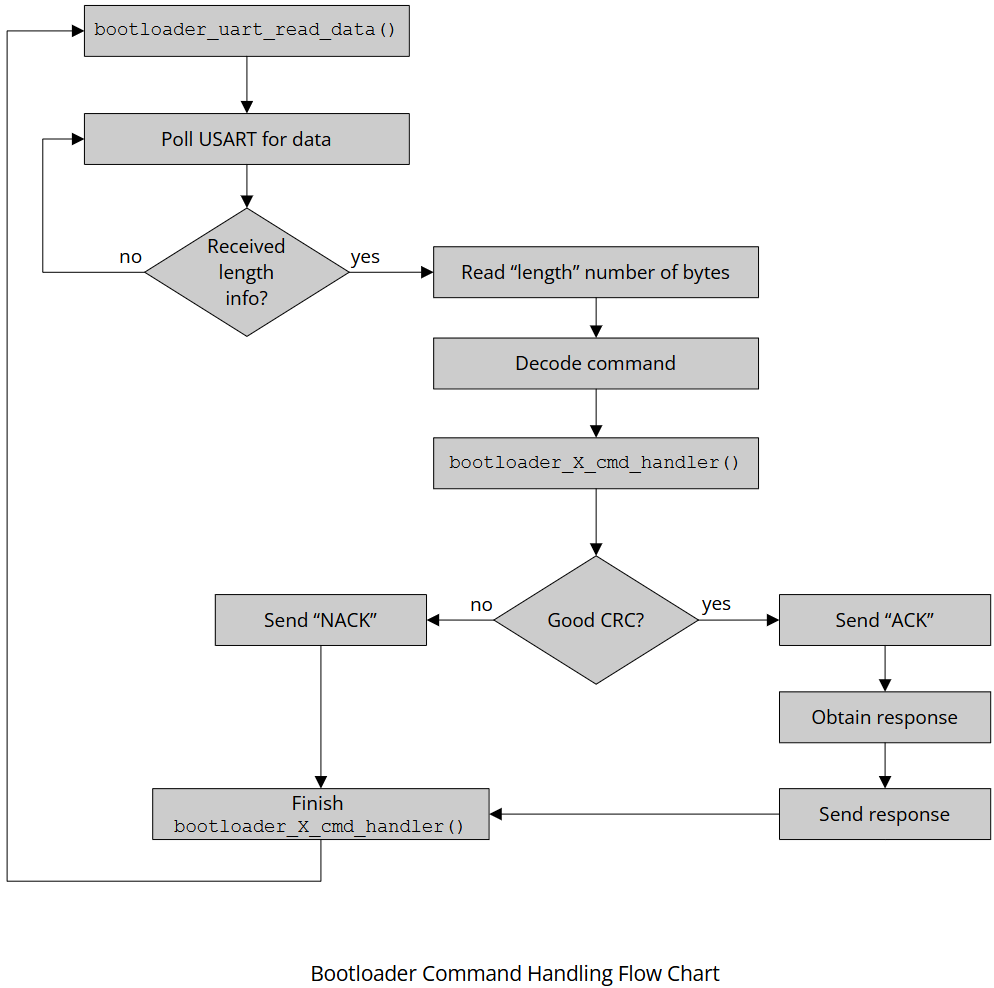 bootloader_uart_read_data()
Poll USART for data
Received
length
info?
no
yes
Read “length” number of bytes
Decode command
bootloader_X_cmd_handler()
Good CRC?
no
yes
Send “NACK”
Send “ACK”
Obtain response
Send response
Finish
bootloader_X_cmd_handler()
Bootloader Command Handling Flow Chart